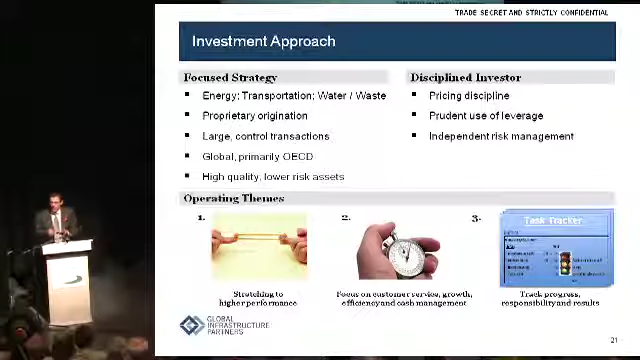 TRADE SECRET AND STRICTLY CONFIDENTIAL
Investment Approach
Focused Strategy
Energy; Transportation; Water / Waste
Proprietary origination
Large, control transactions
Global, primarily OECD
High quality, lower risk assets
Disciplined Investor
Pricing discipline
Prudent use of leverage
Independent risk management
Operating Themes
1.
2.
3.
Task Tracker
Stretching to
higher performance
Focus on customer service, growth,
efficiency and cash management
Track progress,
responsibility and results
GLOBAL
INFRASTRUCTURE
PARTNERS
21